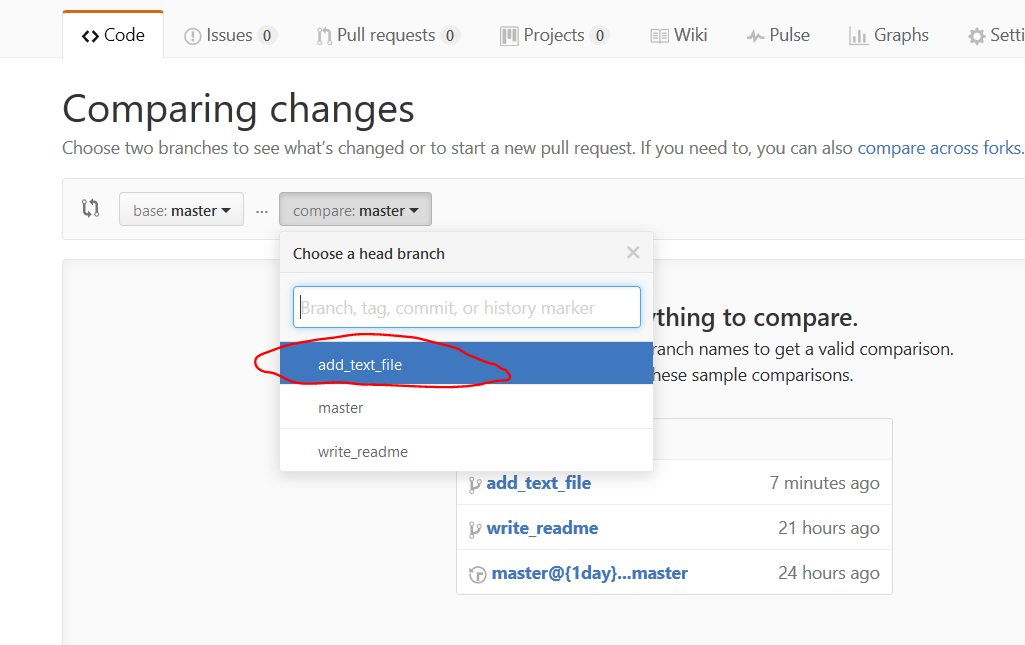 Code Issues 0 Pull requests 0 Projects 0 Wiki Pulse Graphs Setti
Comparing changes
Choose two branches to see what's changed or to start a new pull request. If you need to, you can also compare across forks.
base: master ... compare: master
Choose a head branch
Branch, tag, commit, or history marker
ything to compare.
add_text_file
ranch names to get a valid comparison.
hese sample comparisons.
master
write_readme
add_text_file 7 minutes ago
write_readme 21 hours ago
master@{1day}...master 24 hours ago